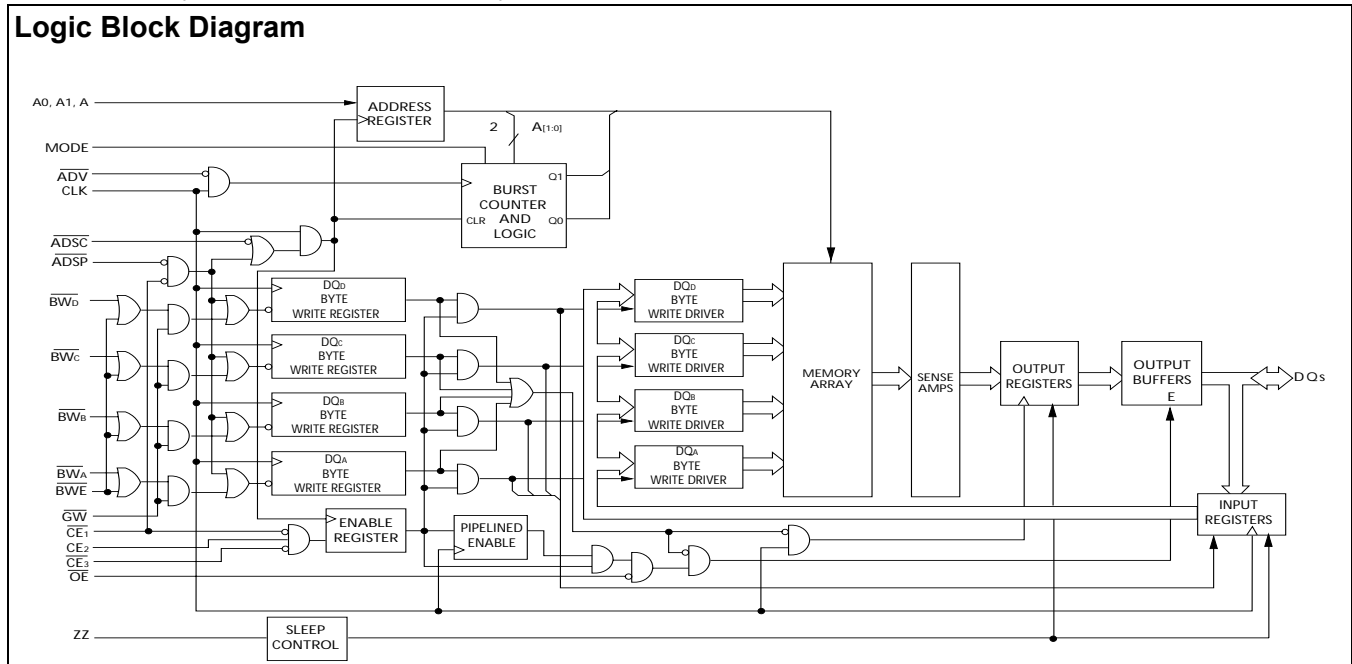 Logic Block Diagram
A0, A1, A
ADDRESS
REGISTER
2 A[1:0]
MODE
ADV
CLK
BURST
COUNTER
AND
LOGIC
CLR
Q1
Q0
ADSC
ADSP
BWD
DQD
BYTE
WRITE REGISTER
DQD
BYTE
WRITE DRIVER
BWC
DQC
BYTE
WRITE REGISTER
DQC
BYTE
WRITE DRIVER
BWB
DQB
BYTE
WRITE REGISTER
DQB
BYTE
WRITE DRIVER
BWA
BWE
DQA
BYTE
WRITE REGISTER
DQA
BYTE
WRITE DRIVER
MEMORY
ARRAY
SENSE
AMPS
OUTPUT
REGISTERS
OUTPUT
BUFFERS
E
DQs
INPUT
REGISTERS
GW
CE1
CE2
CE3
OE
ENABLE
REGISTER
PIPELINED
ENABLE
ZZ
SLEEP
CONTROL